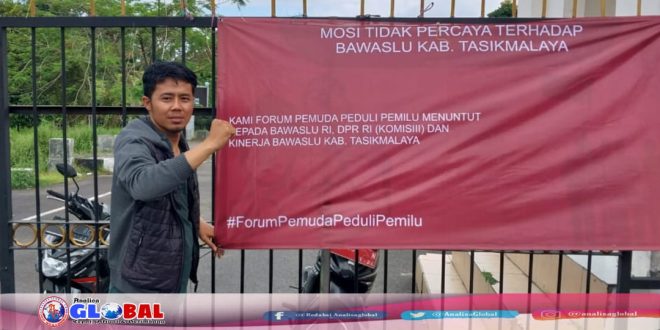 MOSI TIDAK PERCAYA TERHADAP
BAWASLU KAB. TASIKMALAYA
KAMI FORUM PEMUDA PEDULI PEMILU MENUNTUT
KEPADA BAWASLU RI, DPR RI (KOMISIII) DAN
KINERJA BAWASLU KAB. TASIKMALAYA
#ForumPemudaPeduliPemilu
Analisa
GLOBAL
@Redaksi Analisaglobal
@AnalisaGlobal
@analisaglobal